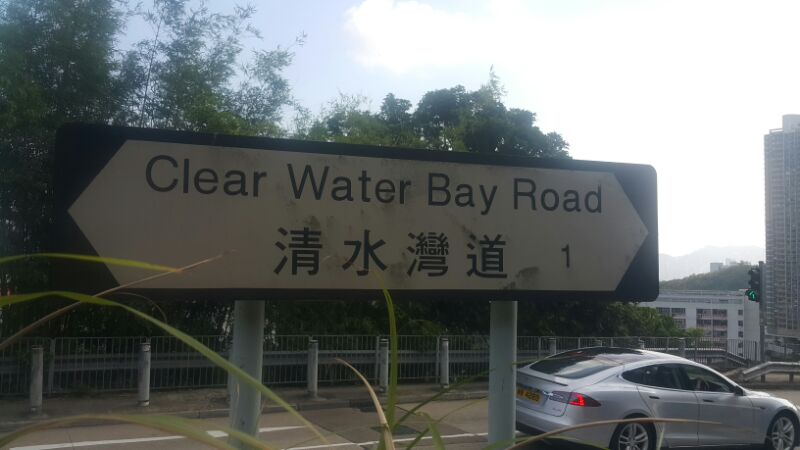 Clear Water Bay Road
清水灣道 1